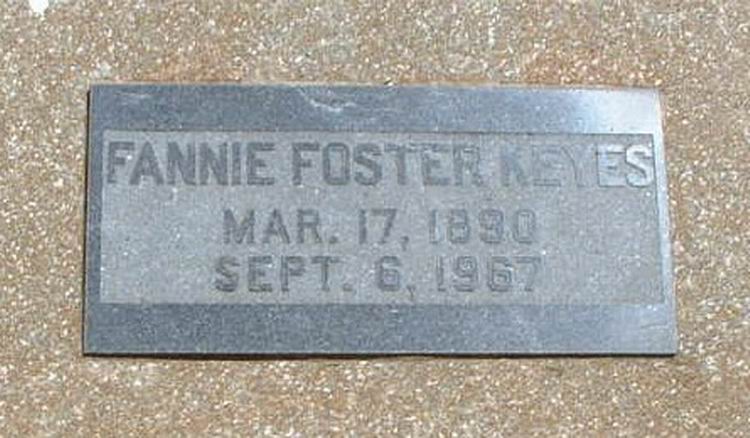 FANNIE FOSTER KEYES
MAR. 17, 1890
SEPT. 6, 1967